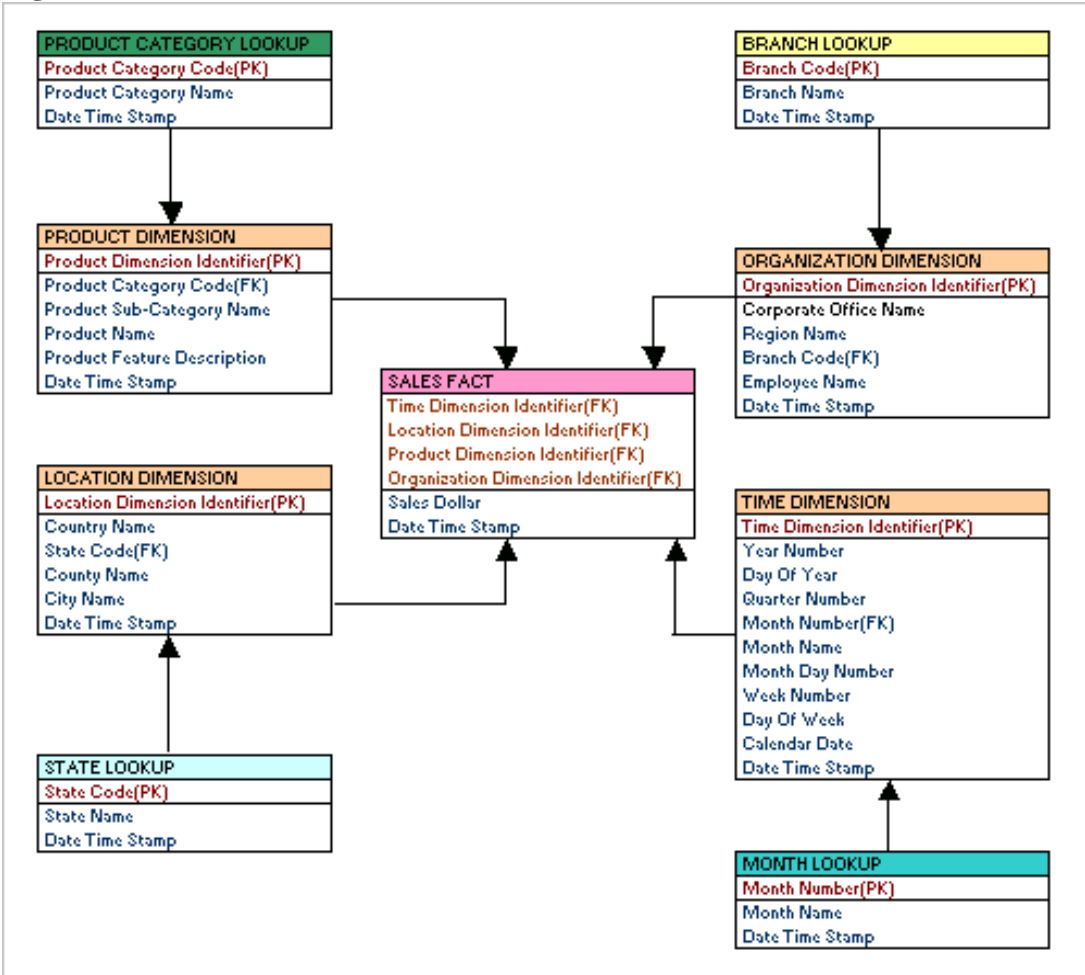 PRODUCT CATEGORY LOOKUP
Product Category Code(PK)
Product Category Name
Date Time Stamp
BRANCH LOOKUP
Branch Code(PK)
Branch Name
Date Time Stamp
PRODUCT DIMENSION
Product Dimension Identifier(PK)
Product Category Code(FK)
Product Sub-Category Name
Product Name
Product Feature Description
Date Time Stamp
ORGANIZATION DIMENSION
Organization Dimension Identifier(PK)
Corporate Office Name
Region Name
Branch Code(FK)
Employee Name
Date Time Stamp
SALES FACT
Time Dimension Identifier(FK)
Location Dimension Identifier(FK)
Product Dimension Identifier(FK)
Organization Dimension Identifier(FK)
Sales Dollar
Date Time Stamp
LOCATION DIMENSION
Location Dimension Identifier(PK)
Country Name
State Code(FK)
County Name
City Name
Date Time Stamp
TIME DIMENSION
Time Dimension Identifier(PK)
Year Number
Day Of Year
Quarter Number
Month Number(FK)
Month Name
Month Day Number
Week Number
Day Of Week
Calendar Date
Date Time Stamp
STATE LOOKUP
State Code(PK)
State Name
Date Time Stamp
MONTH LOOKUP
Month Number(PK)
Month Name
Date Time Stamp